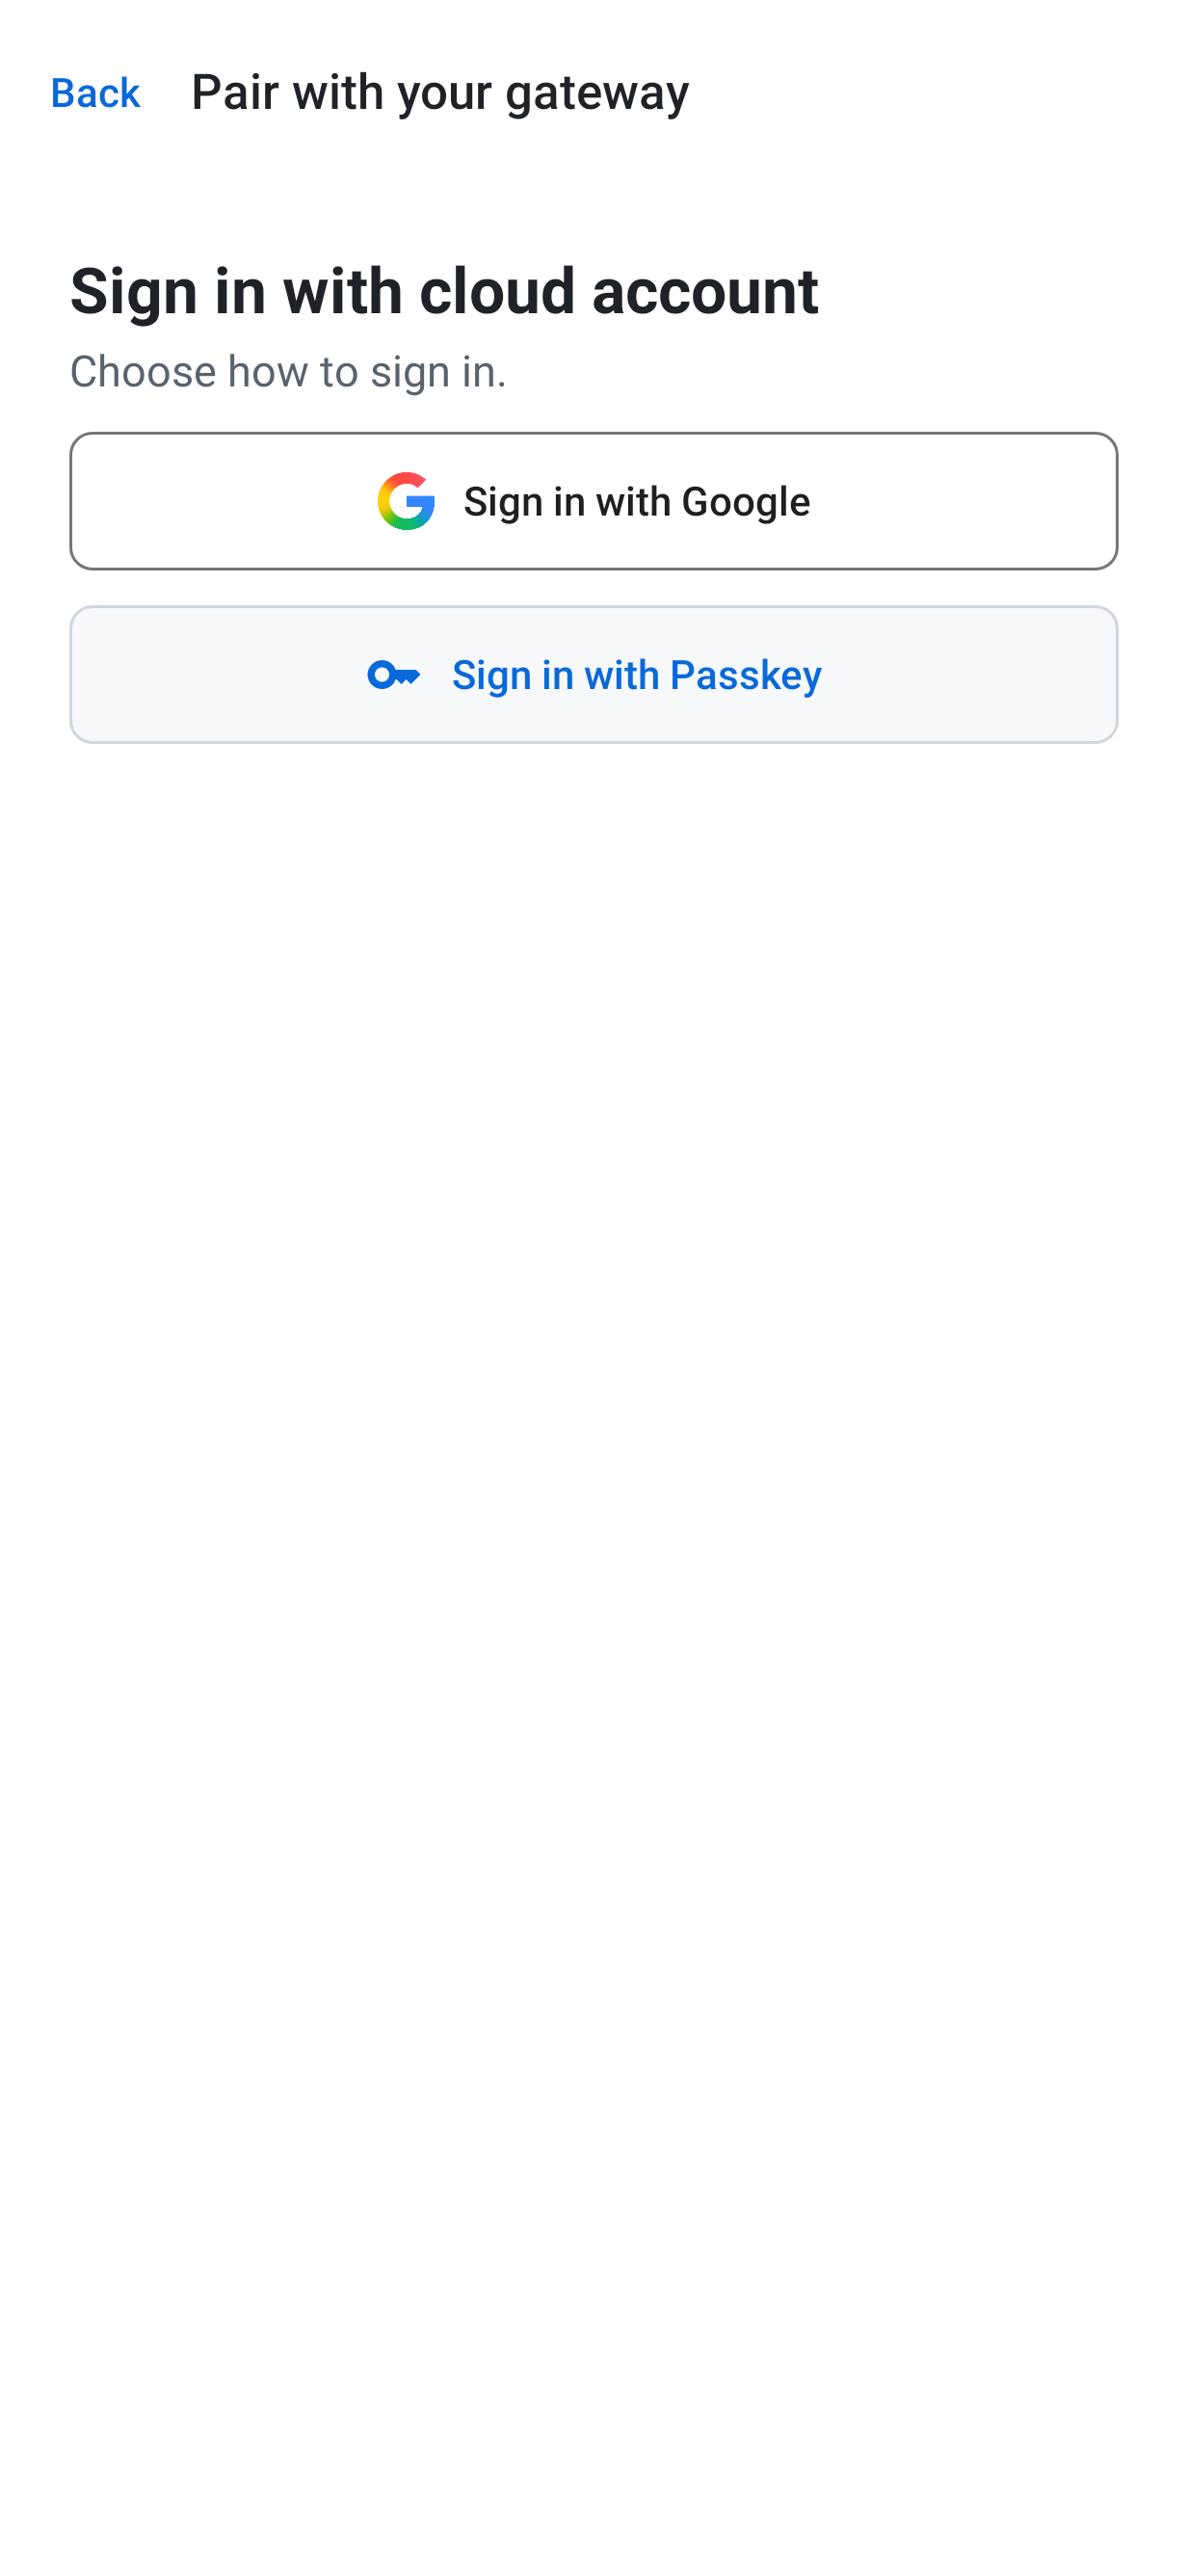 Back Pair with your gateway
Sign in with cloud account
Choose how to sign in.
Sign in with Google
Sign in with Passkey